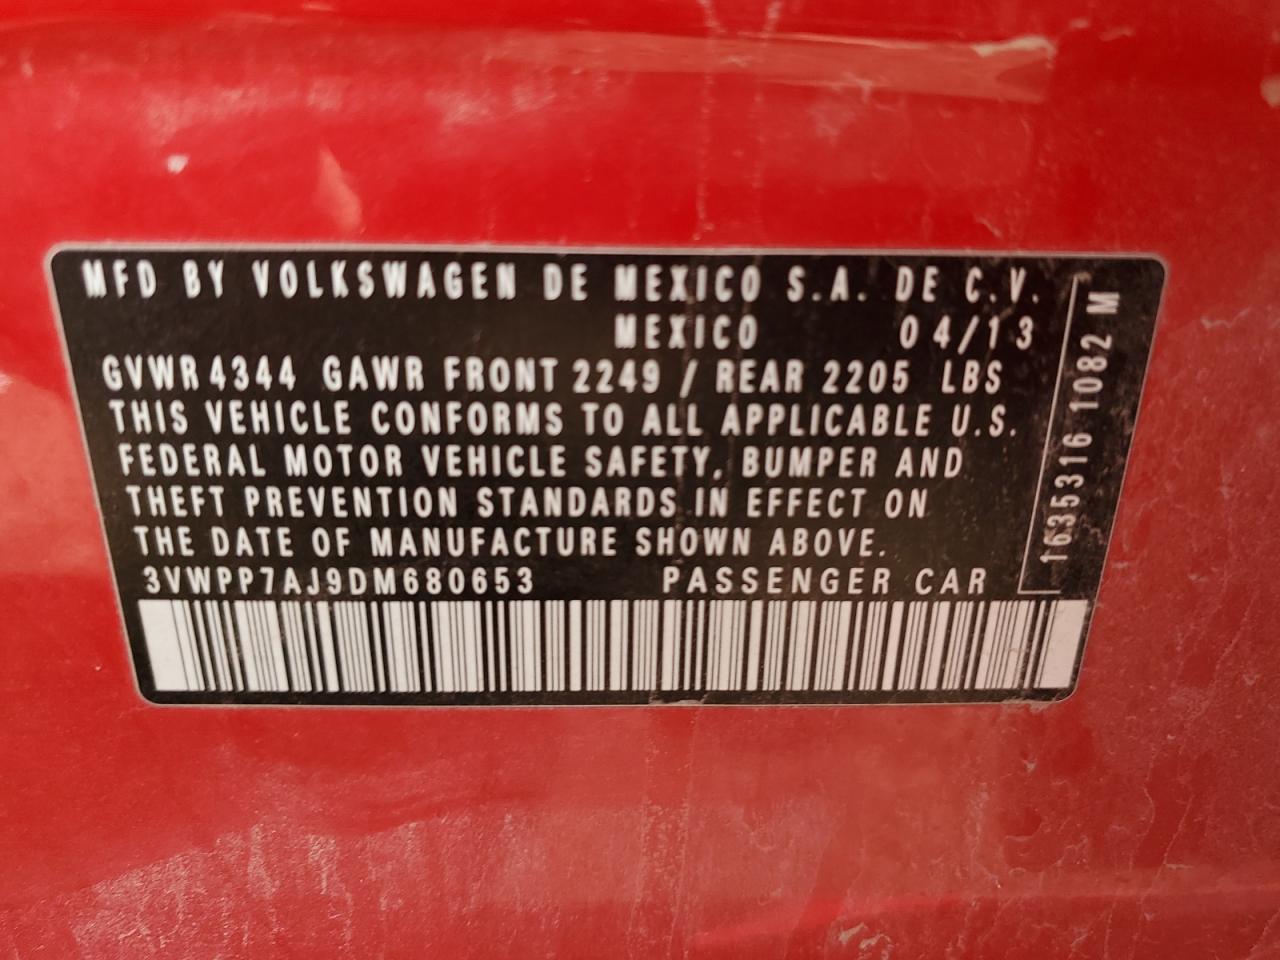 MFD BY VOLKSWAGEN DE MEXICO S.A. DE C.V.
MEXICO 04/13
GVWR 4344 GAWR FRONT 2249 / REAR 2205 LBS
THIS VEHICLE CONFORMS TO ALL APPLICABLE U.S.
FEDERAL MOTOR VEHICLE SAFETY, BUMPER AND
THEFT PREVENTION STANDARDS IN EFFECT ON
THE DATE OF MANUFACTURE SHOWN ABOVE.
3VWPP7AJ9DM680653 PASSENGER CAR
1635316 1082 M